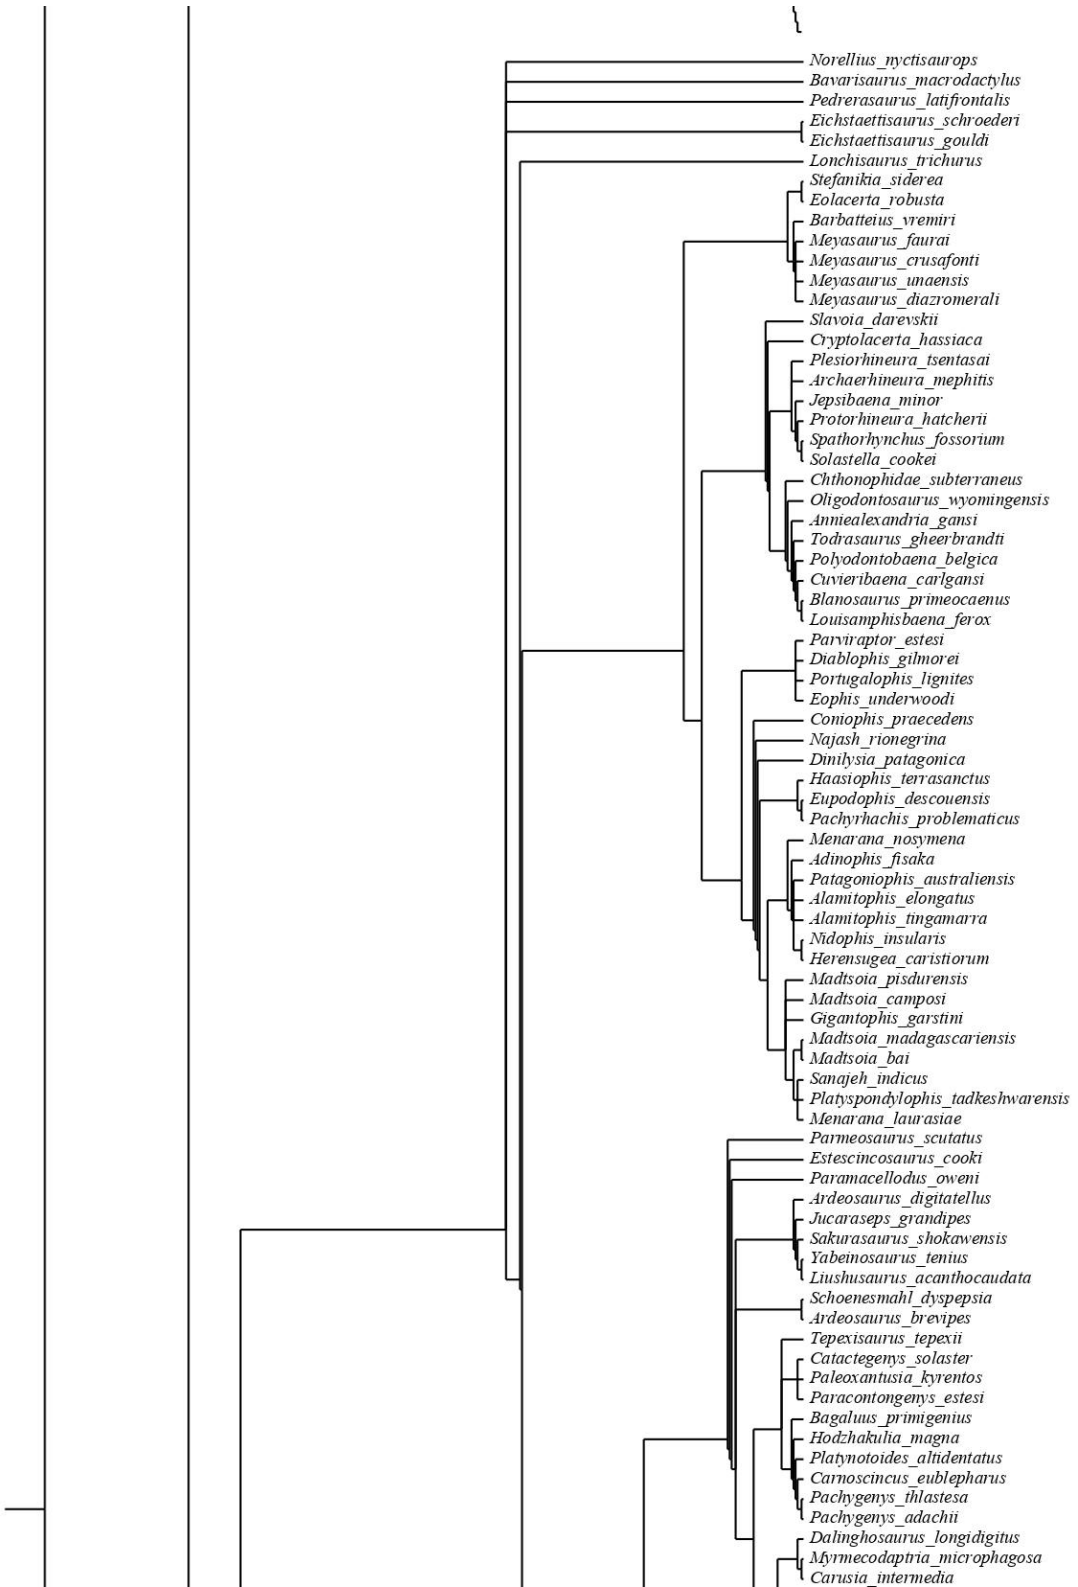 Norellius_nyctisaurops
Bavarisaurus_macrodactylus
Pedrerasaurus_latifrontalis
Eichstaettisaurus_schroederi
Eichstaettisaurus_gouldi
Lonchisaurus_trichurus
Stefanikia_siderea
Eolacerta_robusta
Barbatteius_vremiri
Meyasaurus_faurai
Meyasaurus_crusafonti
Meyasaurus_unaensis
Meyasaurus_diazromerali
Slavoia_darevskii
Cryptolacerta_hassiaca
Plesiorhineura_tsentasai
Archaerhineura_mephitis
Jepsibaena_minor
Protorhineura_hatcherii
Spathorhynchus_fossorium
Solastella_cookei
Chthonophidae_subterraneus
Oligodontosaurus_wyomingensis
Anniealexandria_gansi
Todrasaurus_gheerbrandti
Polyodontobaena_belgica
Cuvieribaena_carlgansi
Blanosaurus_primeocaenus
Louisamphisbaena_ferox
Parviraptor_estesi
Diablophis_gilmorei
Portugalophis_lignites
Eophis_underwoodi
Coniophis_praecedens
Najash_rionegrina
Dinilysia_patagonica
Haasiophis_terrasanctus
Eupodophis_descouensis
Pachyrhachis_problematicus
Menarana_nosymena
Adinophis_fisaka
Patagoniophis_australiensis
Alamitophis_elongatus
Alamitophis_tingamarra
Nidophis_insularis
Herensugea_caristiorum
Madtsoia_pisdurensis
Madtsoia_camposi
Gigantophis_garstini
Madtsoia_madagascariensis
Madtsoia_bai
Sanajeh_indicus
Platyspondylophis_tadkeshwarensis
Menarana_laurasiae
Parmeosaurus_scutatus
Estescincosaurus_cooki
Paramacellodus_oweni
Ardeosaurus_digitatellus
Jucaraseps_grandipes
Sakurasaurus_shokawensis
Yabeinosaurus_tenius
Liushusaurus_acanthocaudata
Schoenesmahl_dyspepsia
Ardeosaurus_brevipes
Tepexisaurus_tepexii
Catactegenys_solaster
Paleoxantusia_kyrentos
Paracontongenys_estesi
Bagaluus_primigenius
Hodzhakulia_magna
Platynotoides_altidentatus
Carnoscincus_eublepharus
Pachygenys_thlastesa
Pachygenys_adachii
Dalinghosaurus_longidigitus
Myrmecodaptria_microphagosa
Carusia_intermedia